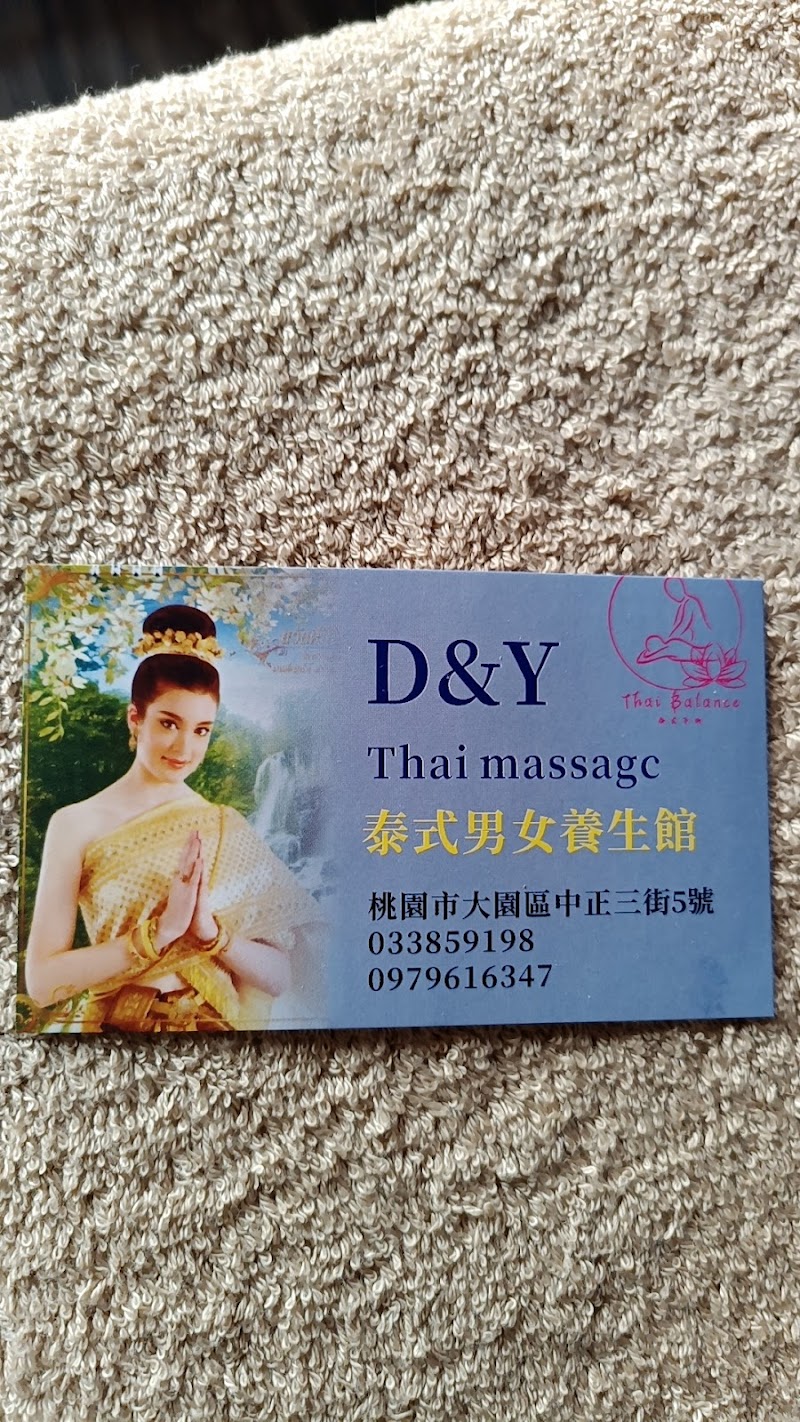 D&Y
Thai massagc
泰式男女養生館
桃園市大園區中正三街5號
033859198
0979616347
Thai Balance